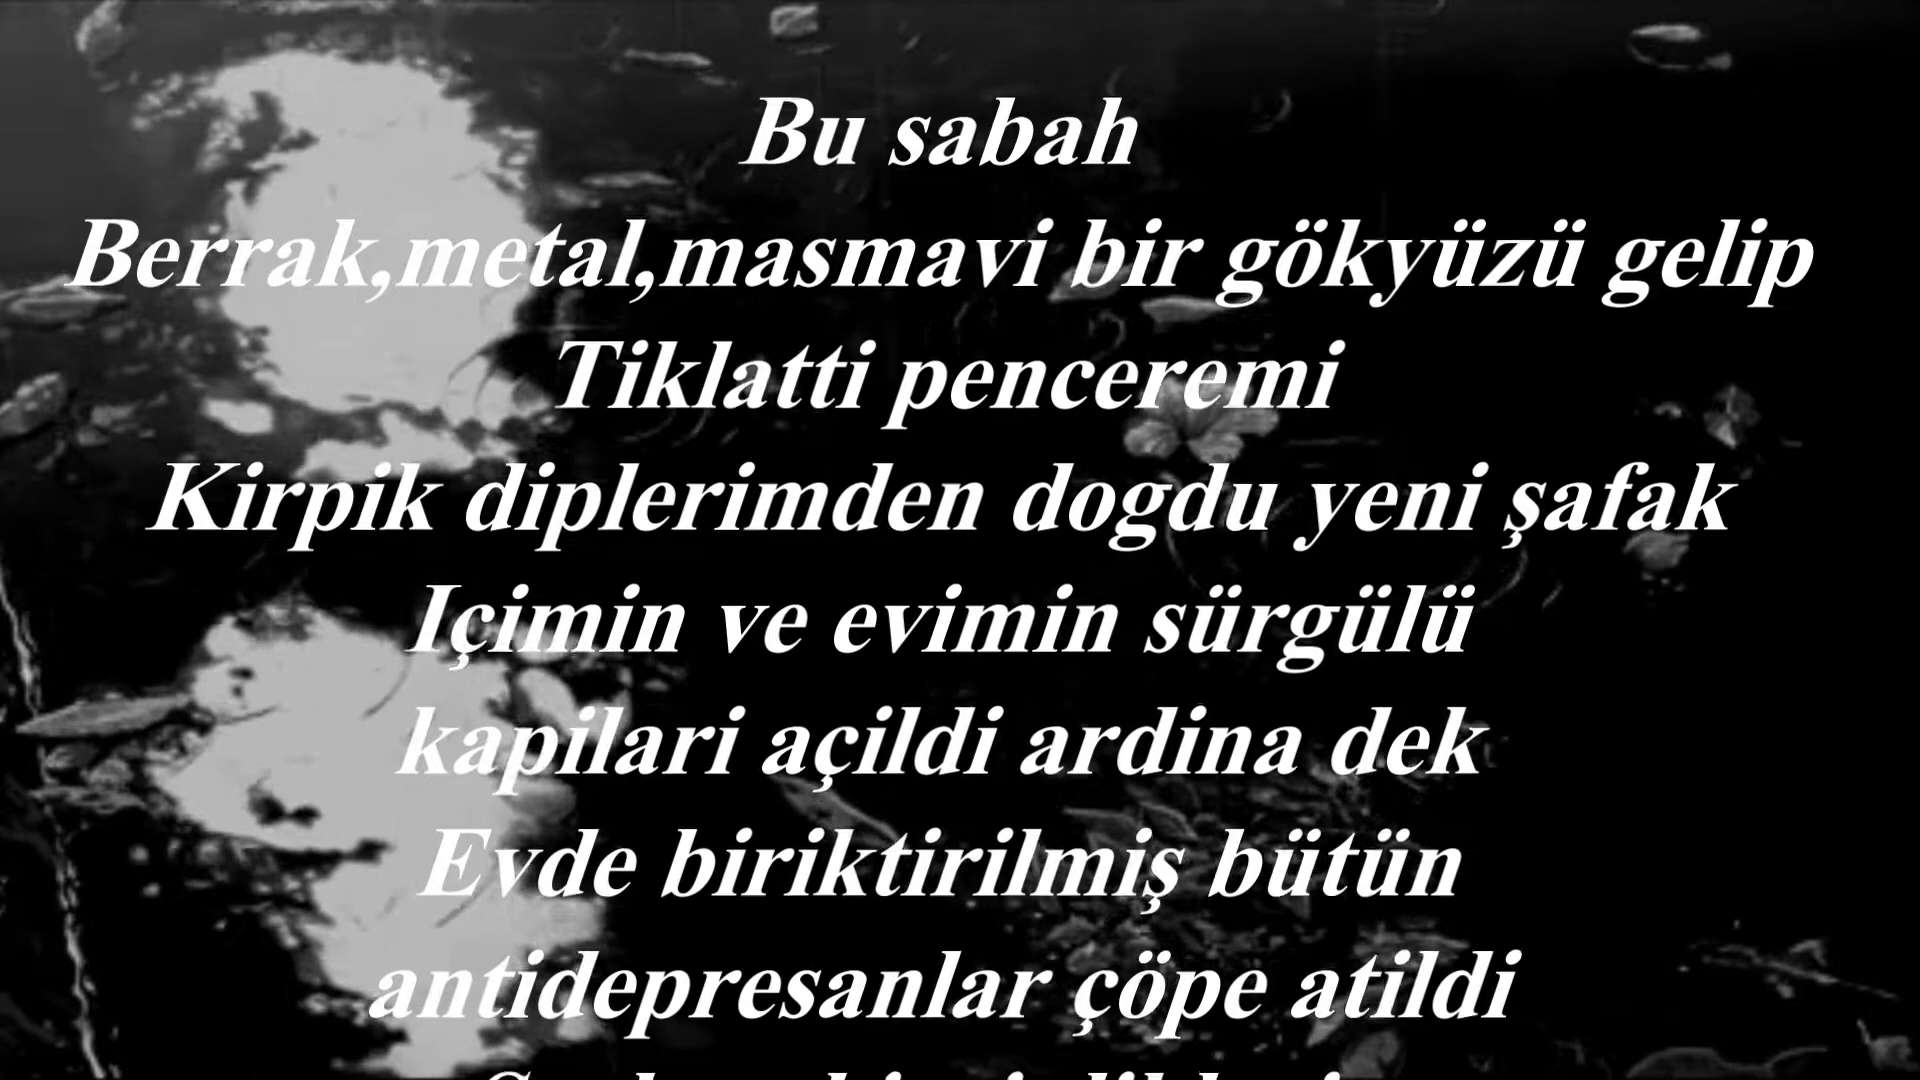 Bu sabah
Berrak,metal,masmavi bir gökyüzü gelip
Tiklatti penceremi
Kirpik diplerimden dogdu yeni şafak
Içimin ve evimin sürgülü
kapilari açildi ardina dek
Evde biriktirilmiş bütün
antidepresanlar çöpe atildi